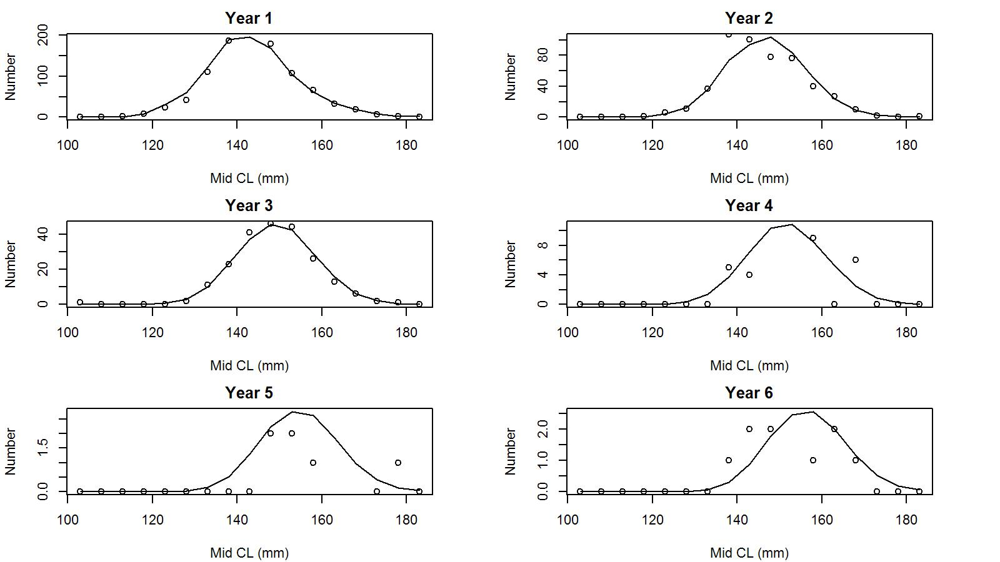 Year 1
Number
0 100 200
100 120 140 160 180
Mid CL (mm)
Year 2
Number
0 40 80
100 120 140 160 180
Mid CL (mm)
Year 3
Number
0 20 40
100 120 140 160 180
Mid CL (mm)
Year 4
Number
0 4 8
100 120 140 160 180
Mid CL (mm)
Year 5
Number
0.0 1.5
100 120 140 160 180
Mid CL (mm)
Year 6
Number
0.0 1.0 2.0
100 120 140 160 180
Mid CL (mm)